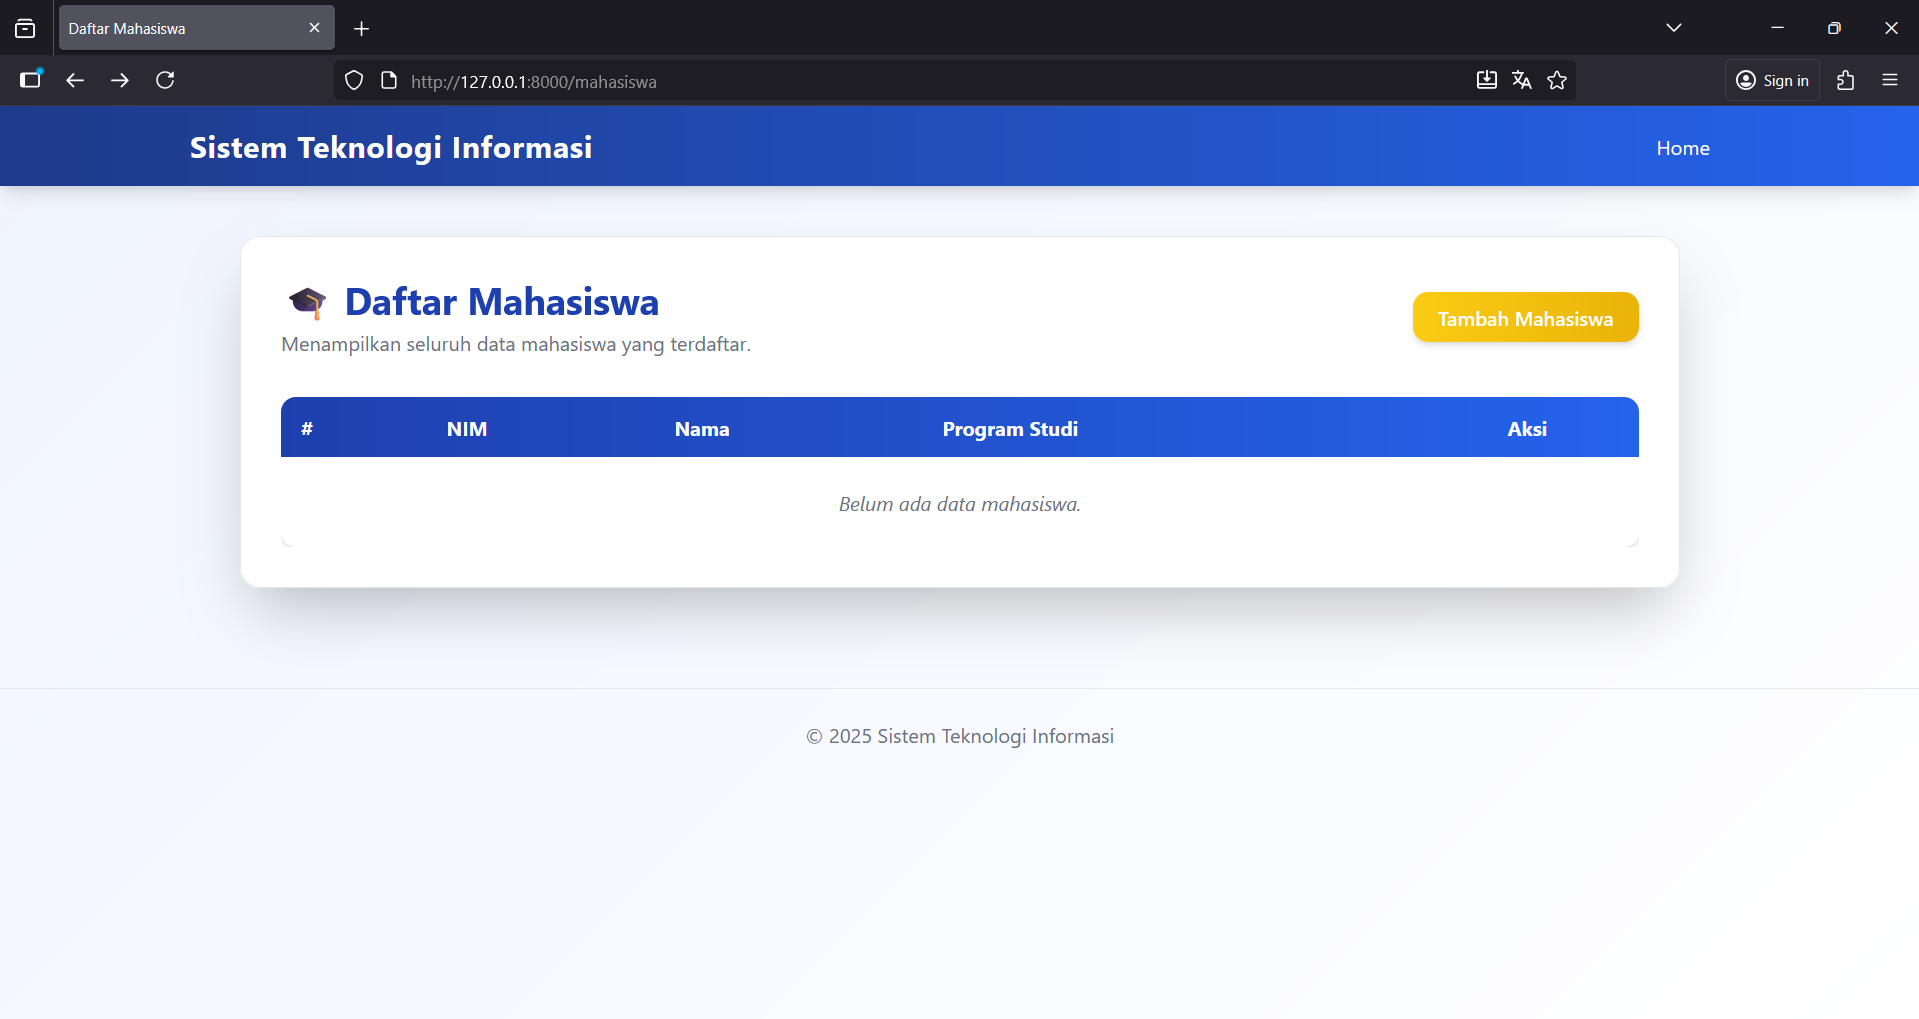 Daftar Mahasiswa
http://127.0.0.1:8000/mahasiswa
Sign in
Sistem Teknologi Informasi
Home
Daftar Mahasiswa
Menampilkan seluruh data mahasiswa yang terdaftar.
Tambah Mahasiswa
# NIM Nama Program Studi Aksi
Belum ada data mahasiswa.
© 2025 Sistem Teknologi Informasi